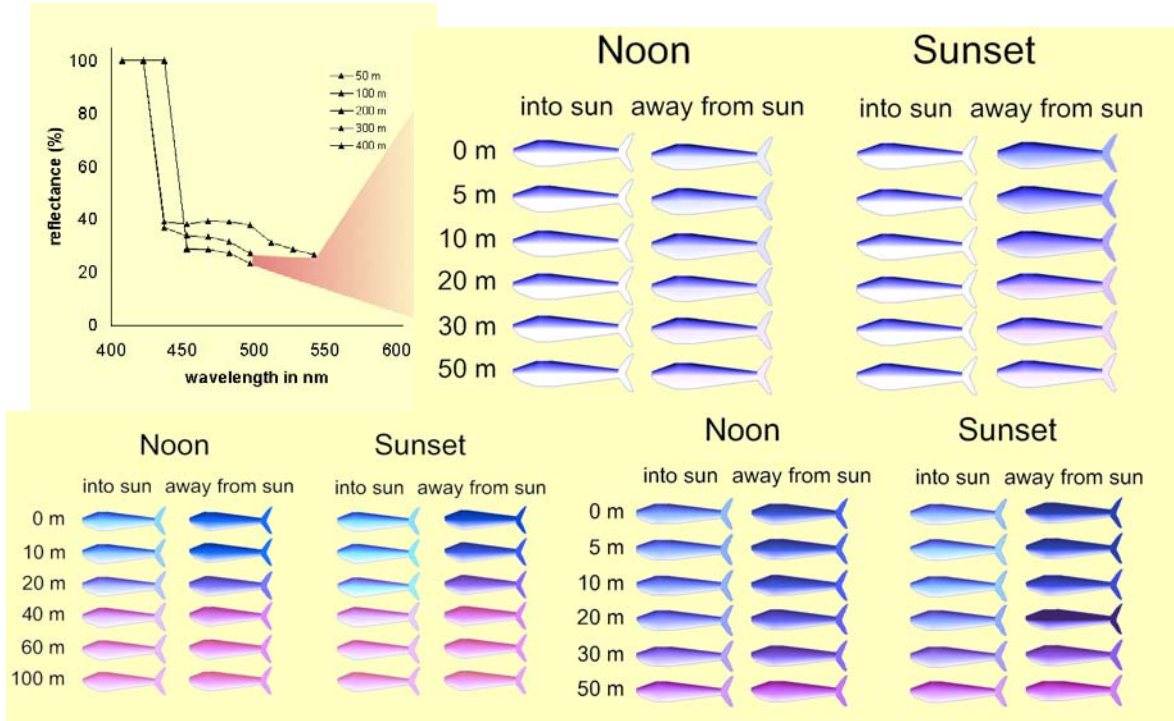 100
80
60
40
20
0
reflectance (%)
50 m
100 m
200 m
300 m
400 m
400 450 500 550 600
wavelength in nm
Noon Sunset
into sun away from sun into sun away from sun
0 m
5 m
10 m
20 m
30 m
50 m
Noon Sunset
into sun away from sun into sun away from sun
0 m
10 m
20 m
40 m
60 m
100 m
Noon Sunset
into sun away from sun into sun away from sun
0 m
5 m
10 m
20 m
30 m
50 m